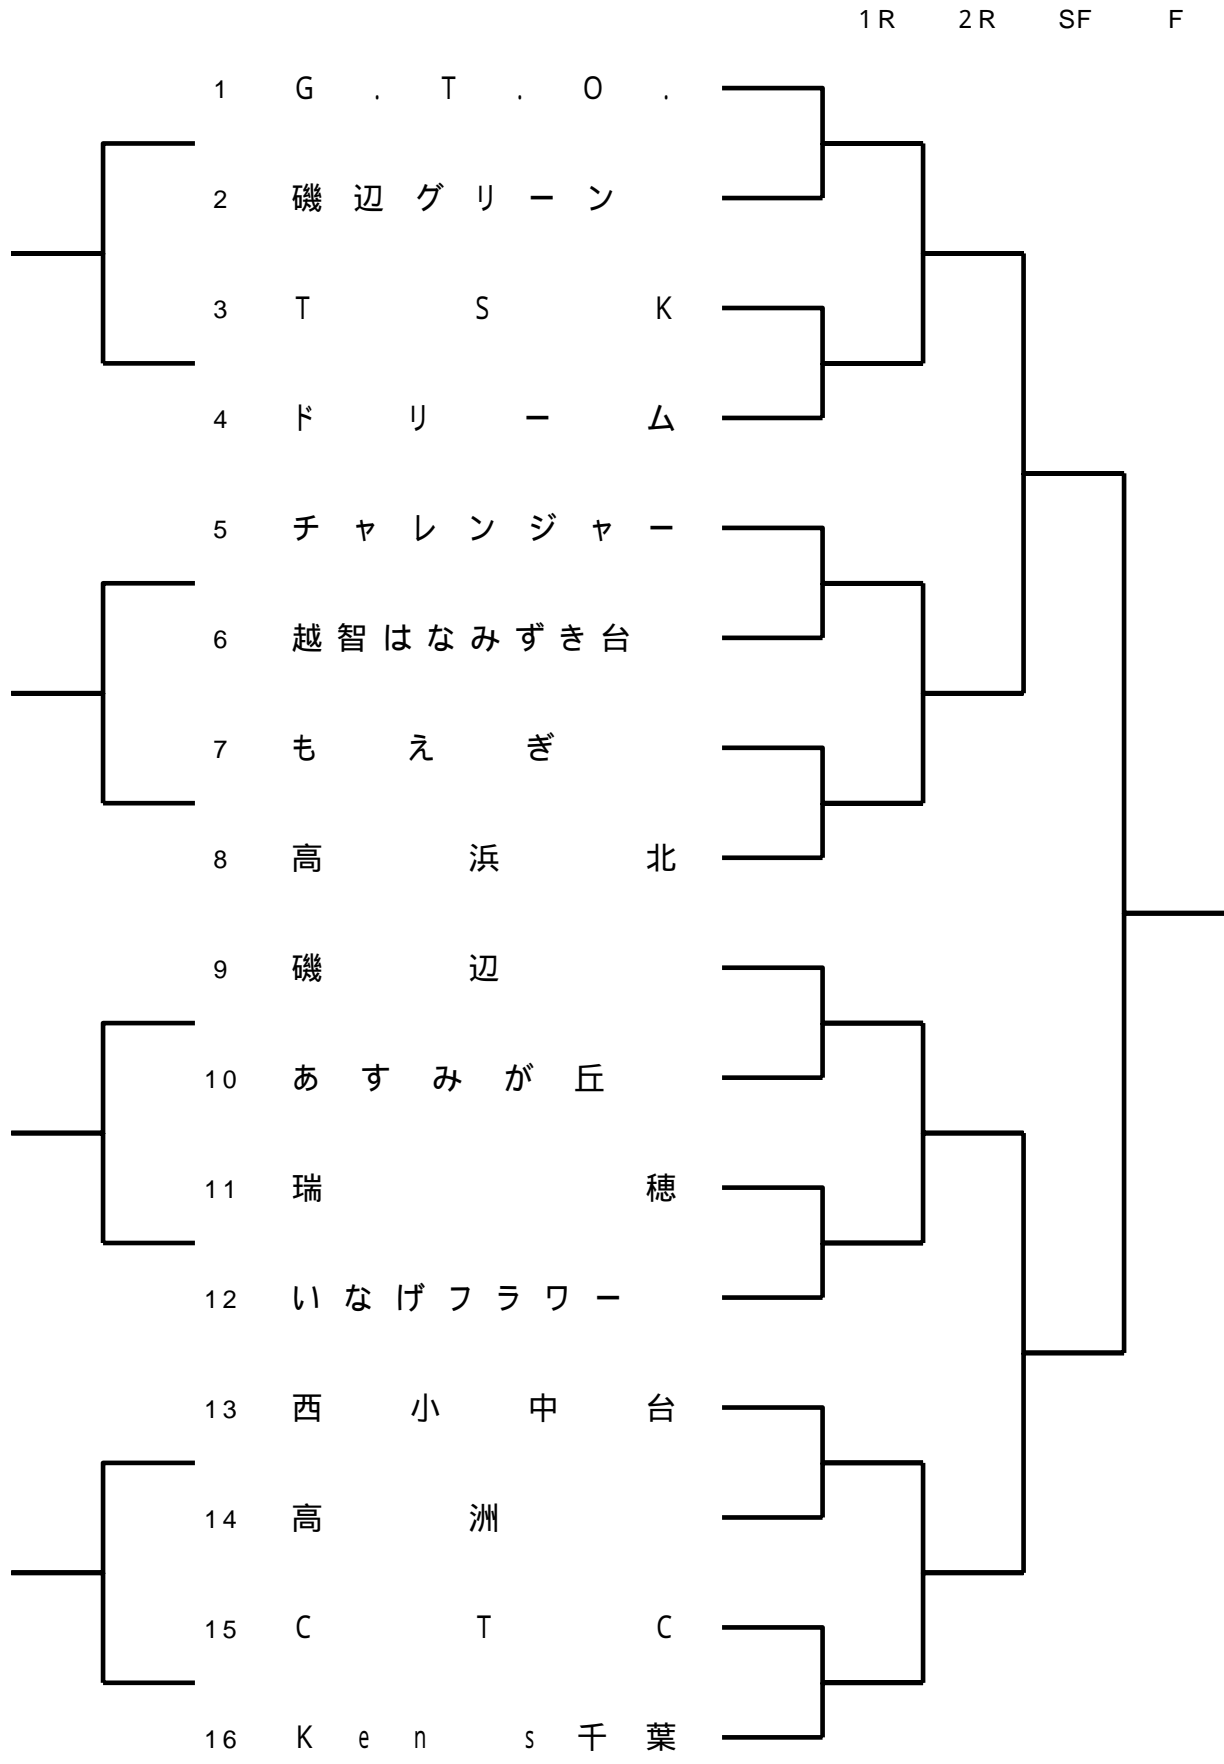 1R 2R SF F
1 G.T.O.
2 磯辺グリーン
3 TSK
4 ドリーム
5 チャレンジャー
6 越智はなみずき台
7 もえぎ
8 高浜北
9 磯辺
10 あすみが丘
11 瑞穂
12 いなげフラワー
13 西小中台
14 高洲
15 CTC
16 Ken s千葉